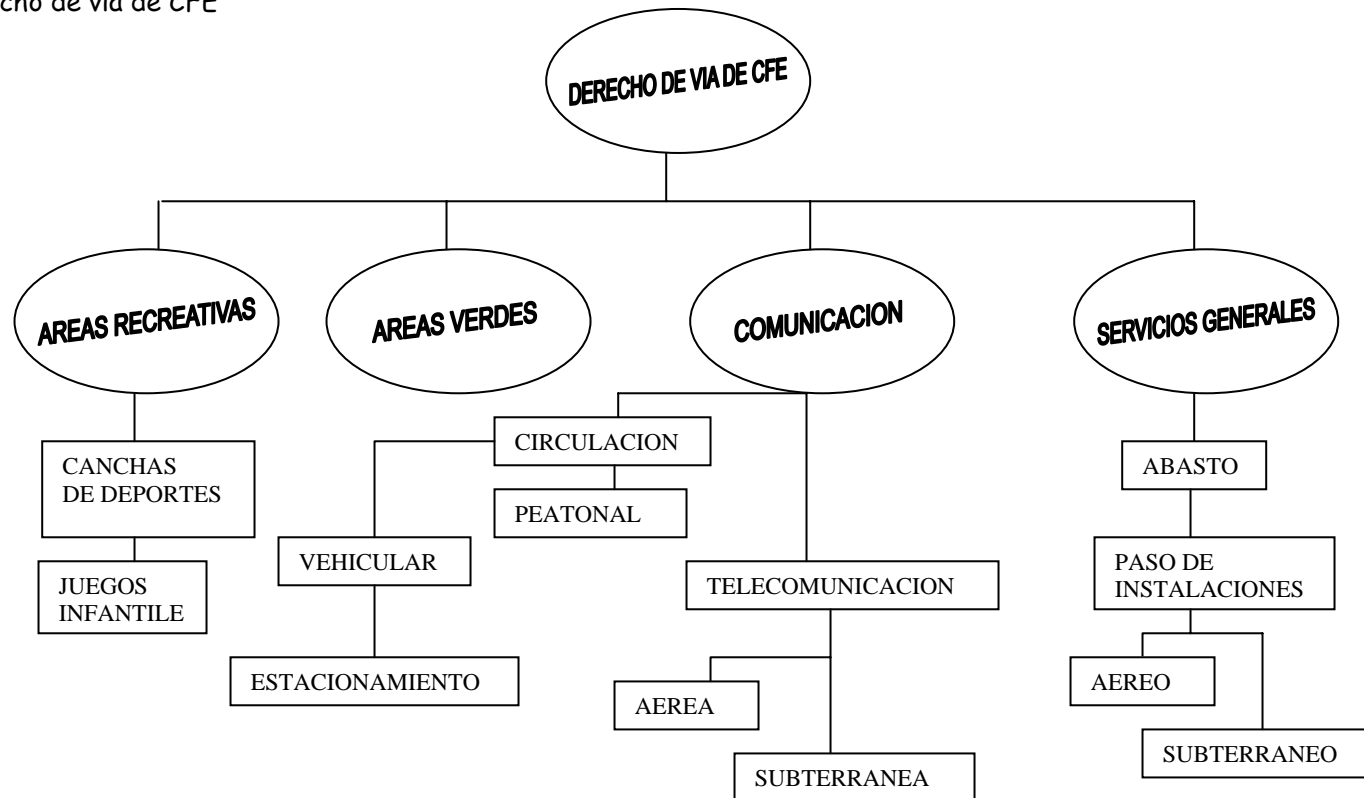 cho de vía de CFE
DERECHO DE VIA DE CFE
AREAS RECREATIVAS
AREAS VERDES
COMUNICACION
SERVICIOS GENERALES
CIRCULACION
CANCHAS
DE DEPORTES
ABASTO
PEATONAL
VEHICULAR
JUEGOS
INFANTILE
TELECOMUNICACION
PASO DE
INSTALACIONES
ESTACIONAMIENTO
AEREA
AEREO
SUBTERRANEO
SUBTERRANEA